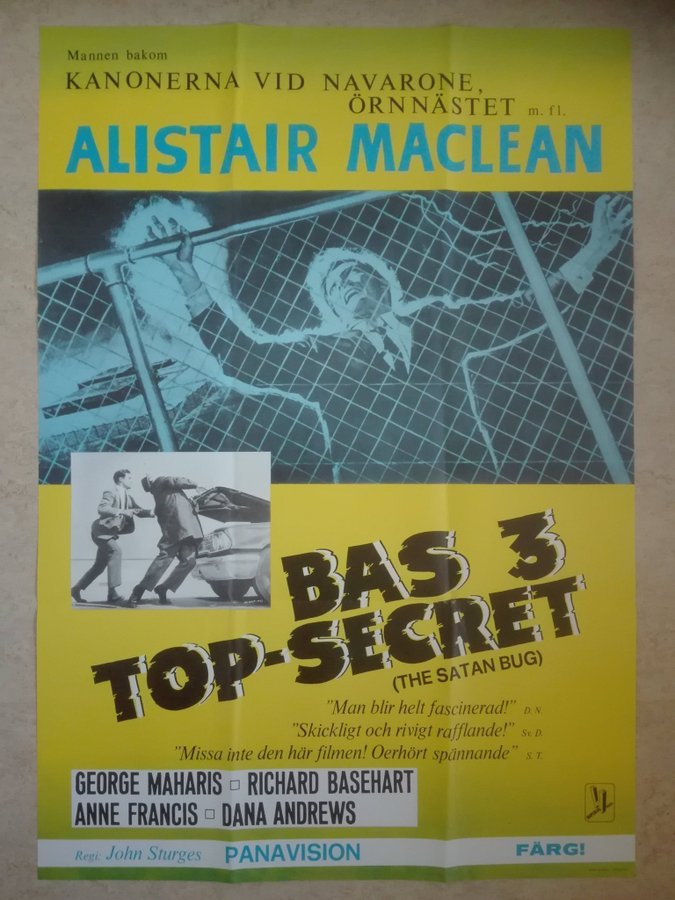 Mannen bakom
KANONERNA VID NAVARONE,
ÖRNNÄSTET m. fl.
ALISTAIR MACLEAN
BAS 3
TOP-SECRET
(THE SATAN BUG)
"Man blir helt fascinerad!" D. N.
"Skickligt och rivigt rafflande!" Sv. D.
"Missa inte den här filmen! Oerhört spännande" S. T.
GEORGE MAHARIS □ RICHARD BASEHART
ANNE FRANCIS □ DANA ANDREWS
Regi: John Sturges PANAVISION FÄRG!